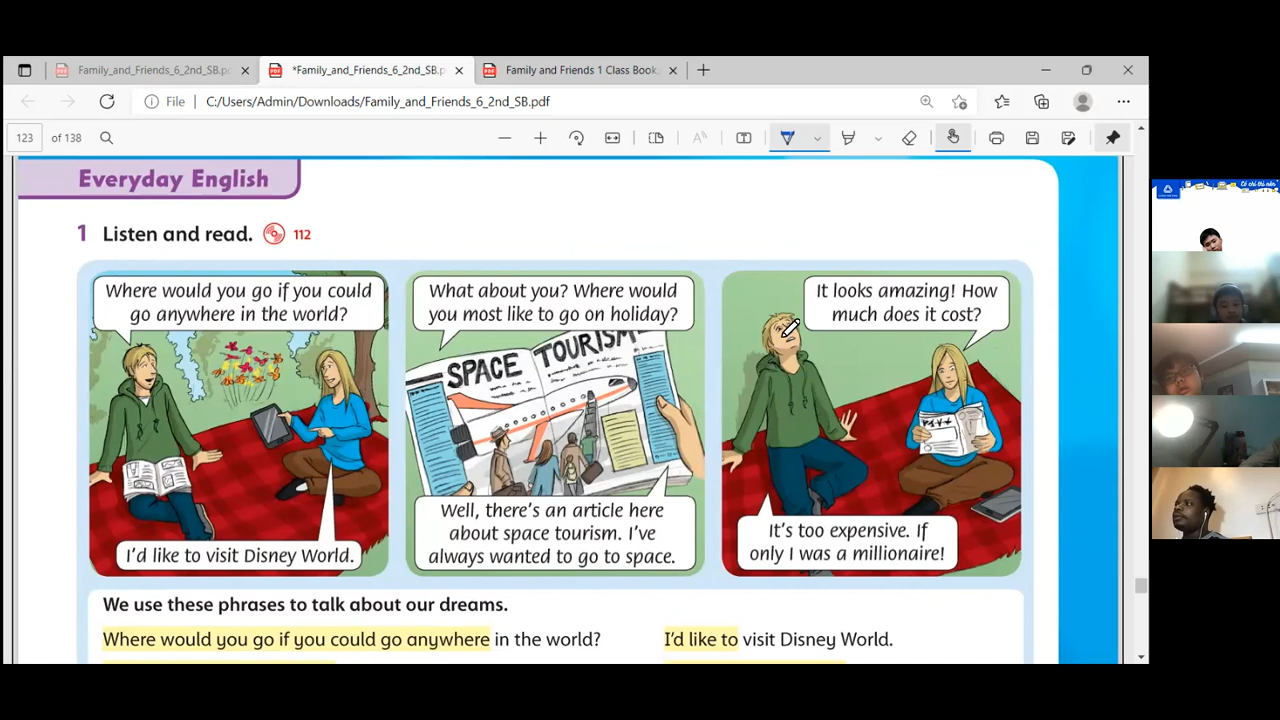 Family_and_Friends_6_2nd_SB.pd
*Family_and_Friends_6_2nd_SB.p
Family and Friends 1 Class Book
File
C:/Users/Admin/Downloads/Family_and_Friends_6_2nd_SB.pdf
123
of 138
Everyday English
1 Listen and read.
112
Where would you go if you could
go anywhere in the world?
I'd like to visit Disney World.
What about you? Where would
you most like to go on holiday?
SPACE TOURISM
Well, there's an article here
about space tourism. I've
always wanted to go to space.
It looks amazing! How
much does it cost?
It's too expensive. If
only I was a millionaire!
We use these phrases to talk about our dreams.
Where would you go if you could go anywhere in the world?
I'd like to visit Disney World.
Có chí thì nên